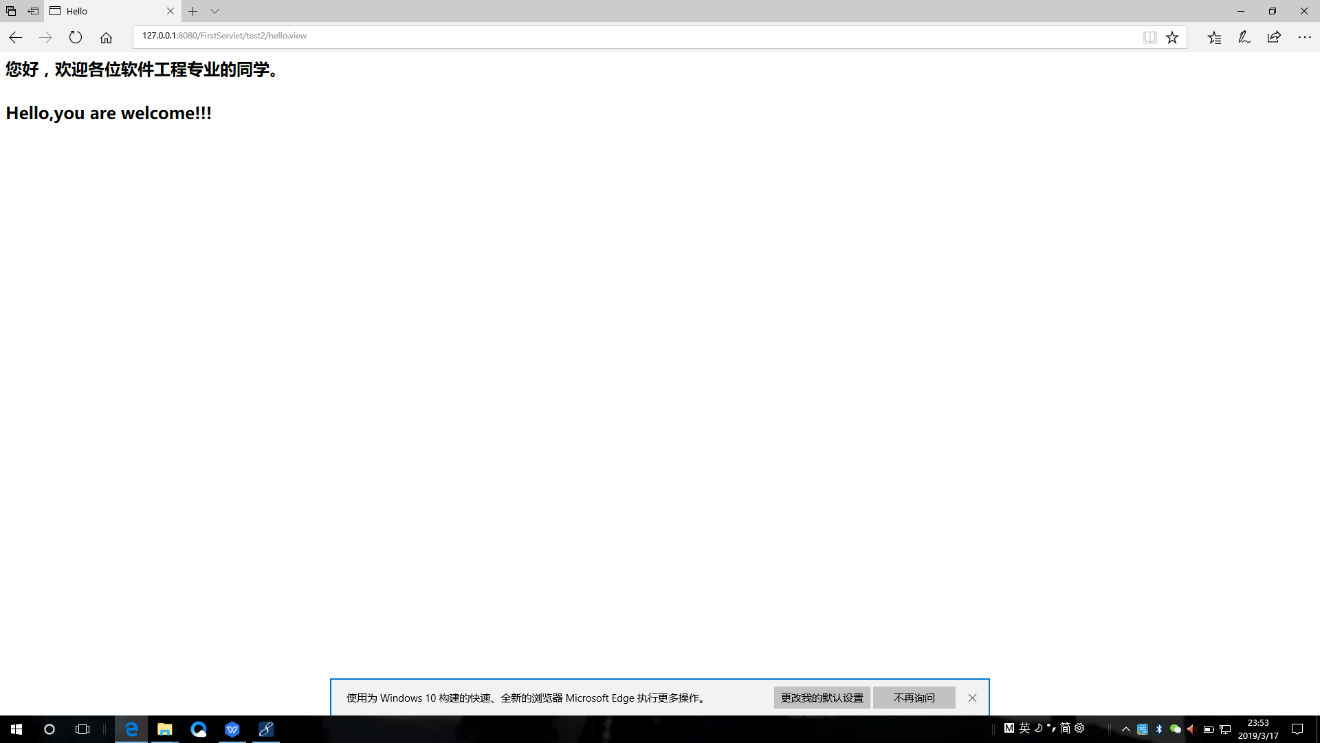 Hello
127.0.0.1:8080/FirstServlet/test2/hello.view
您好，欢迎各位软件工程专业的同学。
Hello,you are welcome!!!
使用为 Windows 10 构建的快速、全新的浏览器 Microsoft Edge 执行更多操作。
更改我的默认设置
不再询问
M 英 简
23:53
2019/3/17